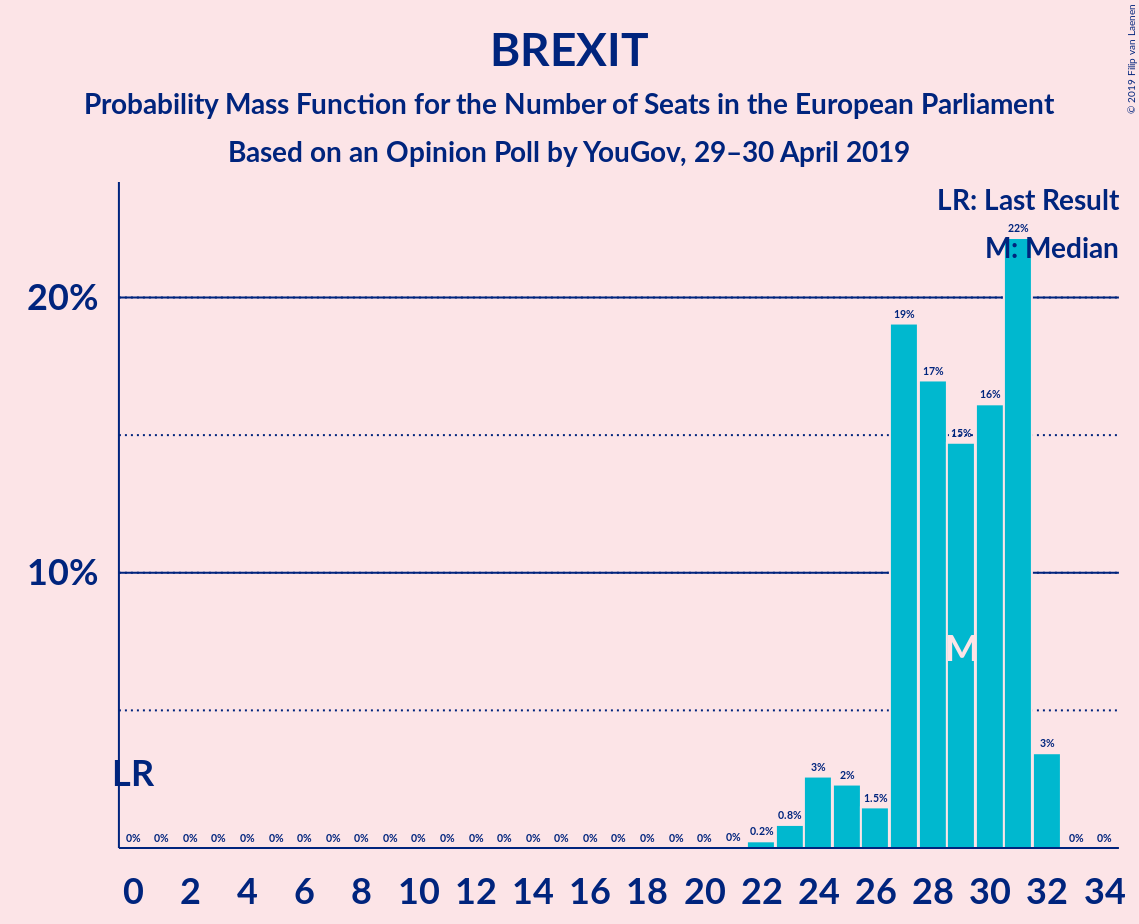 BREXIT
Probability Mass Function for the Number of Seats in the European Parliament
Based on an Opinion Poll by YouGov, 29–30 April 2019
© 2019 Filip van Laenen
LR: Last Result
M: Median
22%
20%
19%
17%
16%
15%
10%
M
3%
LR
3%
2%
1.5%
0.8%
0.2%
0% 0% 0% 0% 0% 0% 0% 0% 0% 0% 0% 0% 0% 0% 0% 0% 0% 0% 0% 0% 0% 0% 0% 0%
0 2 4 6 8 10 12 14 16 18 20 22 24 26 28 30 32 34